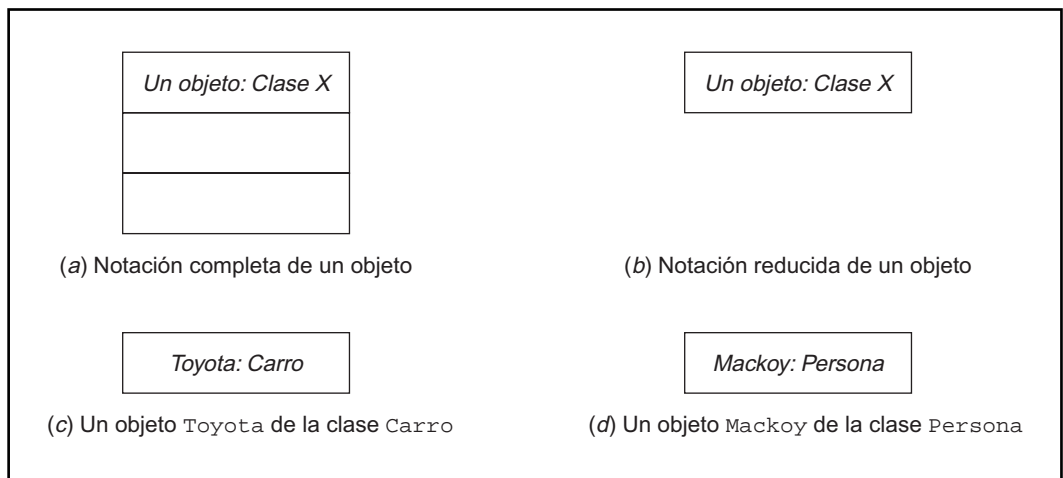 Un objeto: Clase X
Un objeto: Clase X
(a) Notación completa de un objeto
(b) Notación reducida de un objeto
Toyota: Carro
Mackoy: Persona
(c) Un objeto Toyota de la clase Carro
(d) Un objeto Mackoy de la clase Persona